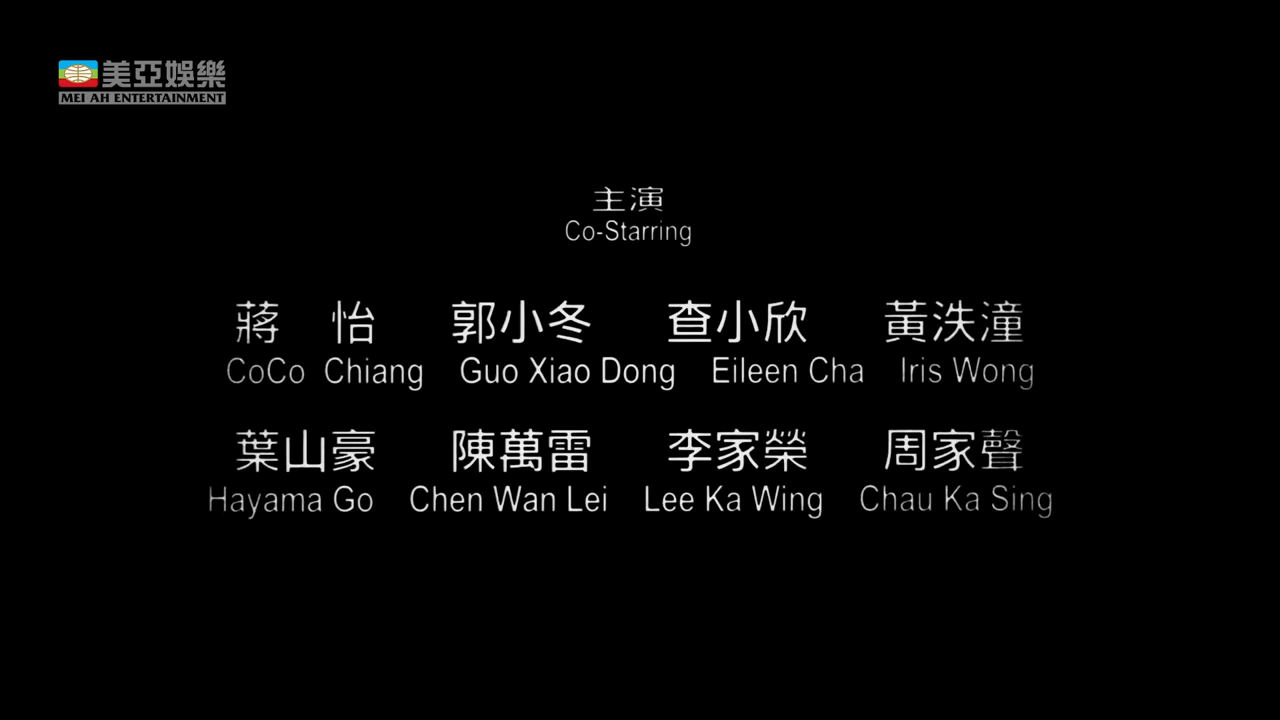 美亞娛樂
MEI AH ENTERTAINMENT
主演
Co-Starring
蔣 怡 郭小冬 查小欣 黃泆潼
CoCo Chiang Guo Xiao Dong Eileen Cha Iris Wong
葉山豪 陳萬雷 李家榮 周家聲
Hayama Go Chen Wan Lei Lee Ka Wing Chau Ka Sing